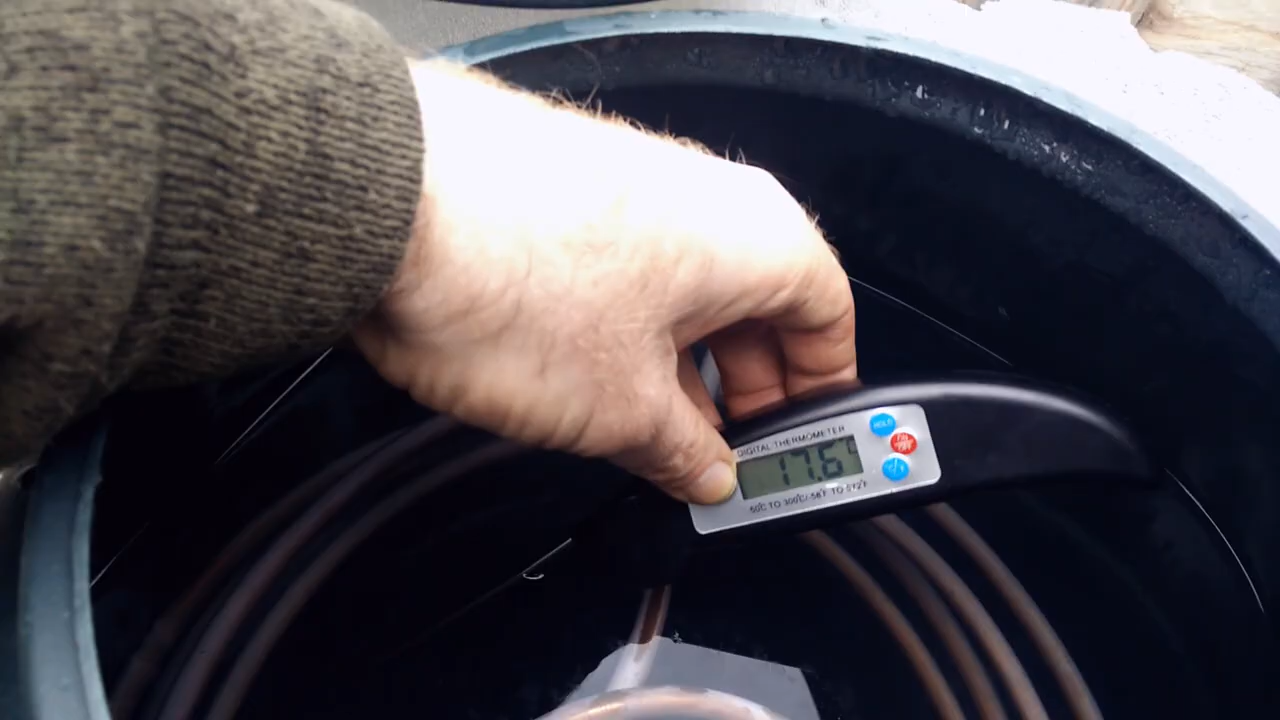 DIGITAL THERMOMETER
17.6°C
HOLD
ON/OFF
°C/°F
50°C TO 300°C/-58°F TO 572°F